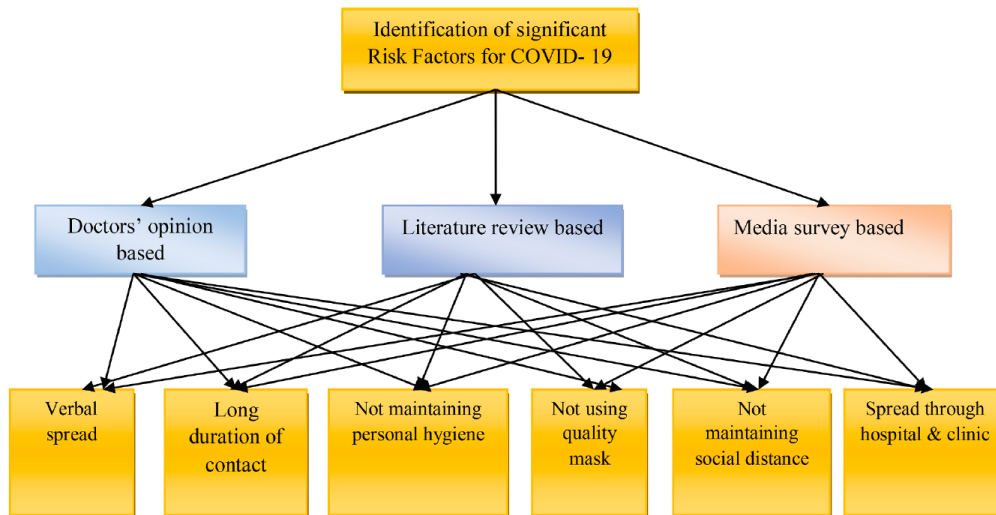 Identification of significant
Risk Factors for COVID- 19
Doctors’ opinion
based
Literature review based
Media survey based
Verbal
spread
Long
duration of
contact
Not maintaining
personal hygiene
Not using
quality
mask
Not
maintaining
social distance
Spread through
hospital & clinic